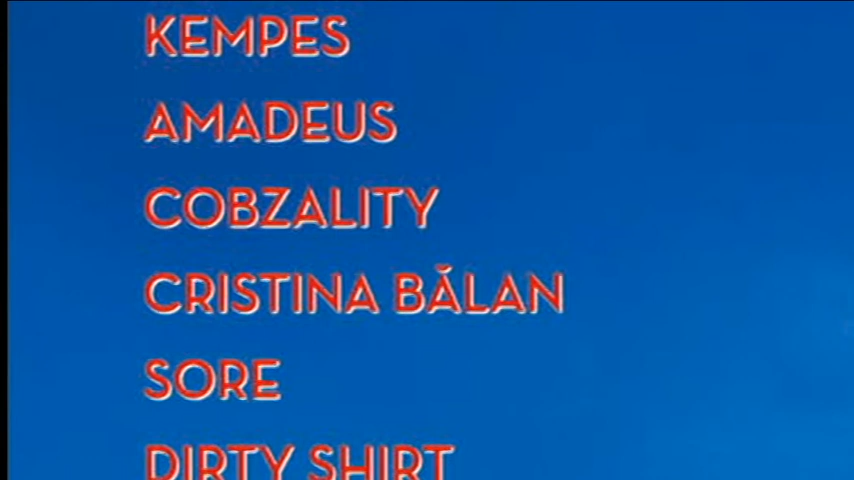 KEMPES
AMADEUS
COBZALITY
CRISTINA BĂLAN
SORE
DIRTY SHIRT